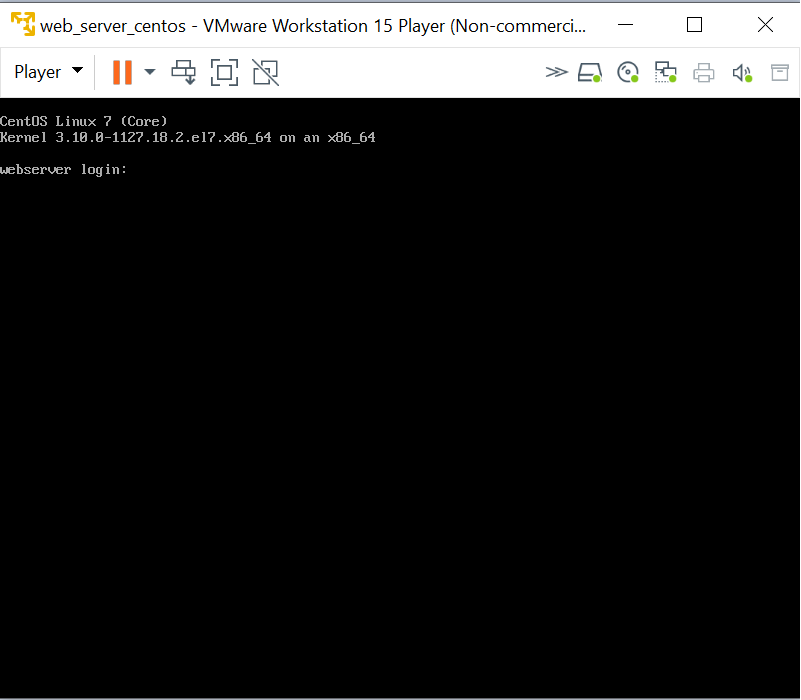 web_server_centos - VMware Workstation 15 Player (Non-commerci...
Player
CentOS Linux 7 (Core)
Kernel 3.10.0-1127.18.2.el7.x86_64 on an x86_64
webserver login: